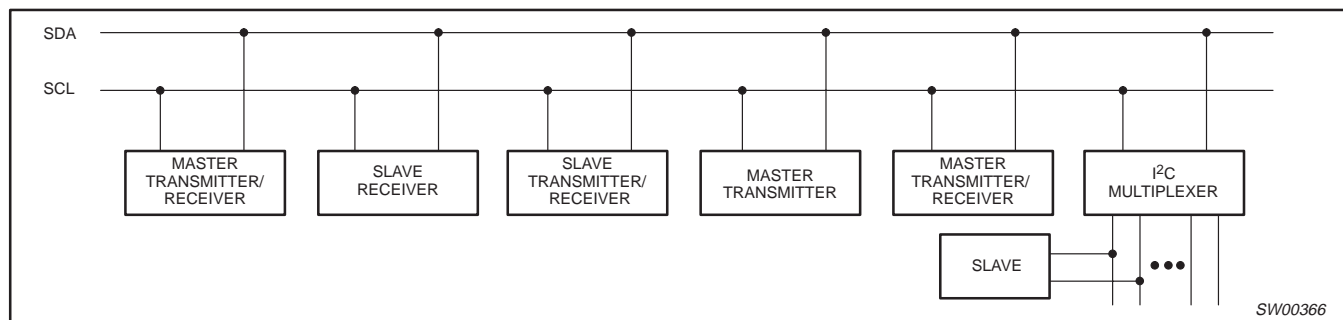 SDA
SCL
MASTER
TRANSMITTER/
RECEIVER
SLAVE
RECEIVER
SLAVE
TRANSMITTER/
RECEIVER
MASTER
TRANSMITTER
MASTER
TRANSMITTER/
RECEIVER
I²C
MULTIPLEXER
SLAVE
SW00366